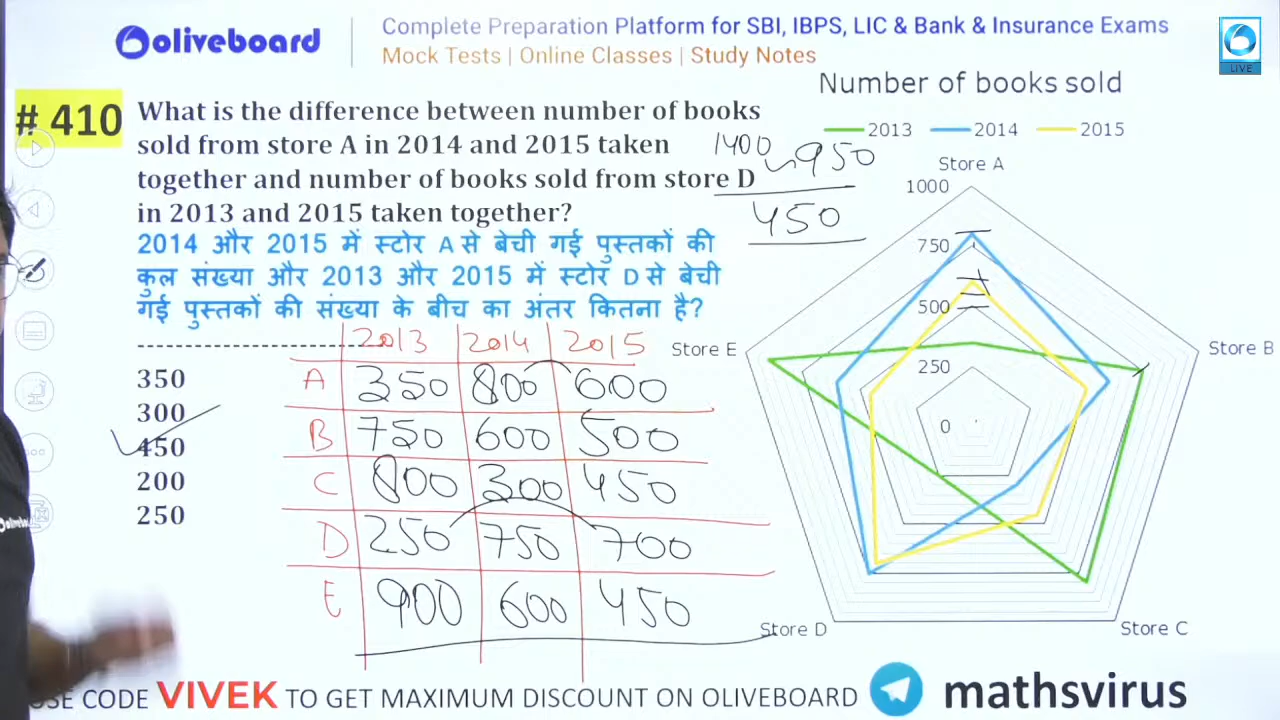 oliveboard
Complete Preparation Platform for SBI, IBPS, LIC & Bank & Insurance Exams
Mock Tests | Online Classes | Study Notes
LIVE
# 410
What is the difference between number of books
sold from store A in 2014 and 2015 taken
together and number of books sold from store D
in 2013 and 2015 taken together?
2014 और 2015 में स्टोर A से बेची गई पुस्तकों की
कुल संख्या और 2013 और 2015 में स्टोर D से बेची
गई पुस्तकों की संख्या के बीच का अंतर कितना है?
--------------------
350
300
450
200
250
1400 ~ 950
450
2013 2014 2015
A 350 800 600
B 750 600 500
C 800 300 450
D 250 750 700
E 900 600 450
Number of books sold
2013 2014 2015
Store A
1000
750
500
250
0
Store E
Store B
Store D
Store C
oliveboard
USE CODE VIVEK TO GET MAXIMUM DISCOUNT ON OLIVEBOARD
mathsvirus